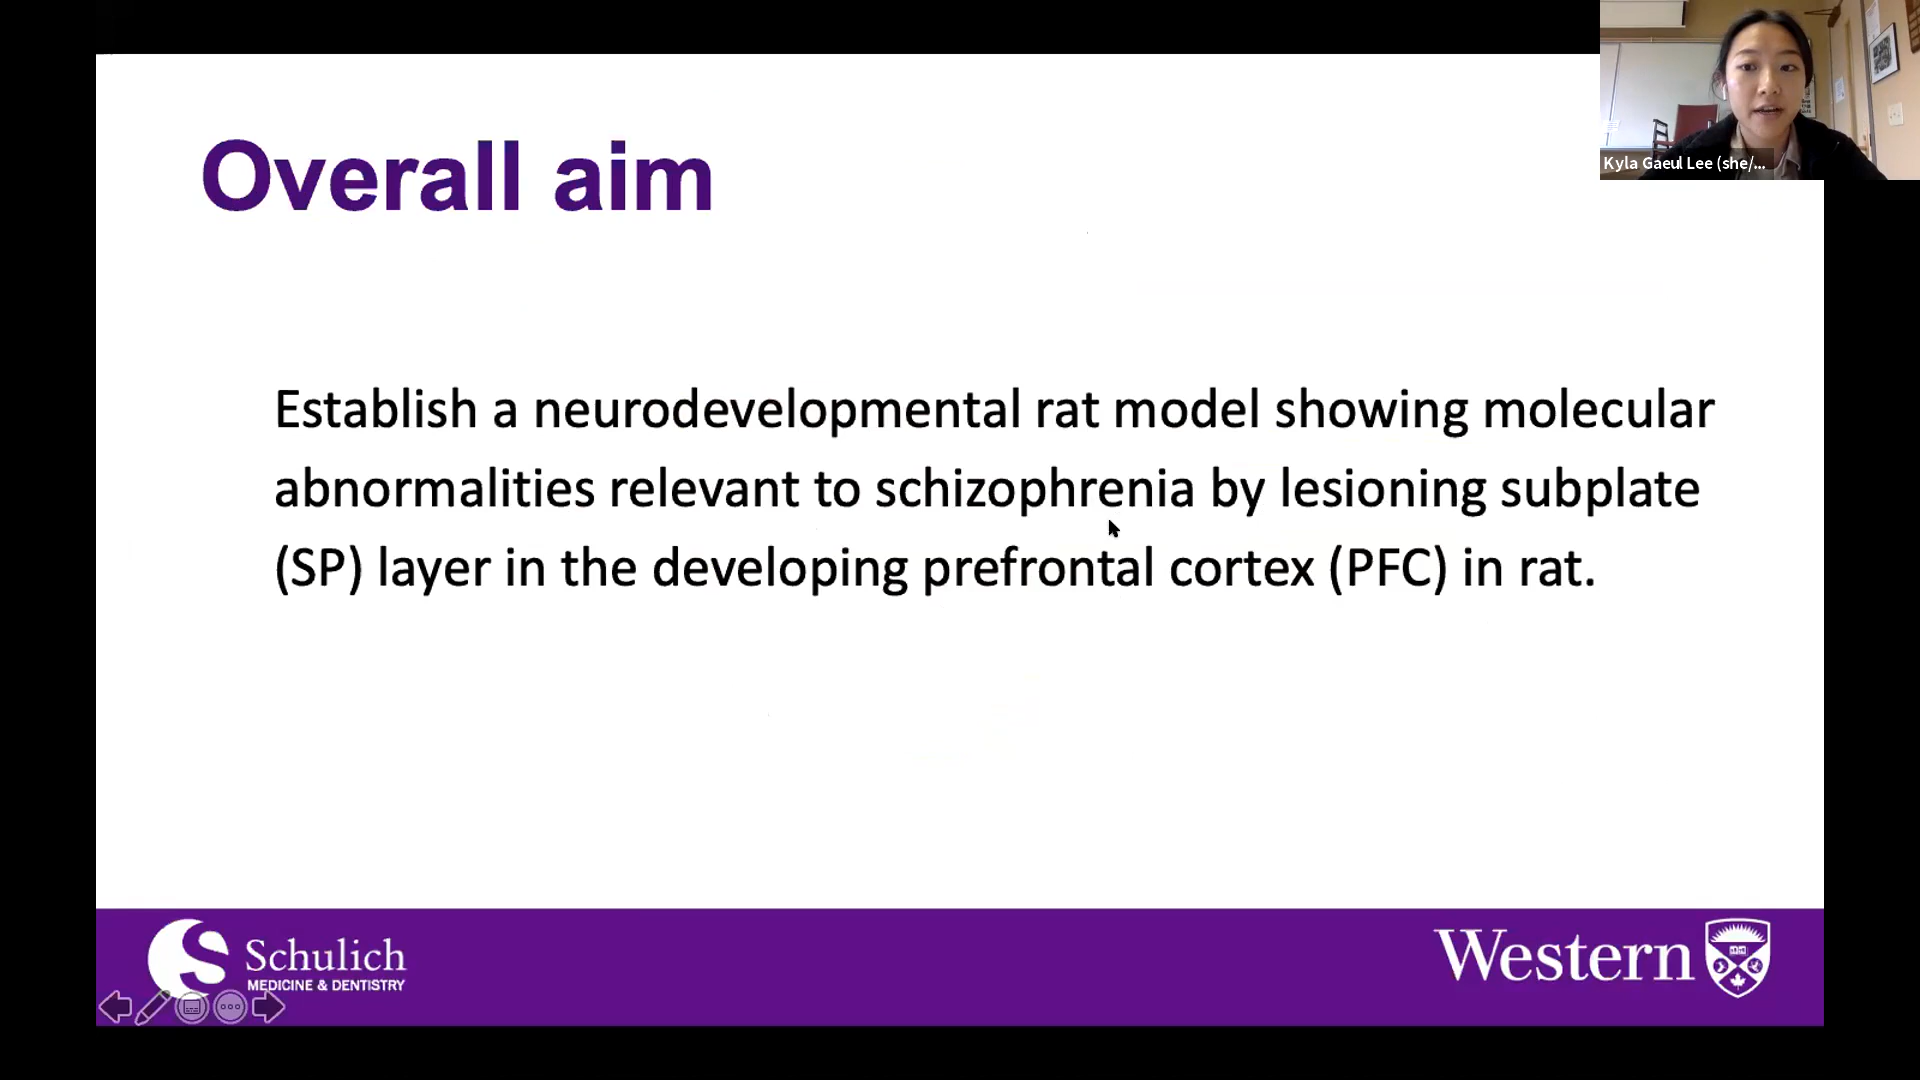 Overall aim
Kyla Gaeul Lee (she/...
Establish a neurodevelopmental rat model showing molecular
abnormalities relevant to schizophrenia by lesioning subplate
(SP) layer in the developing prefrontal cortex (PFC) in rat.
Schulich
MEDICINE & DENTISTRY
Western